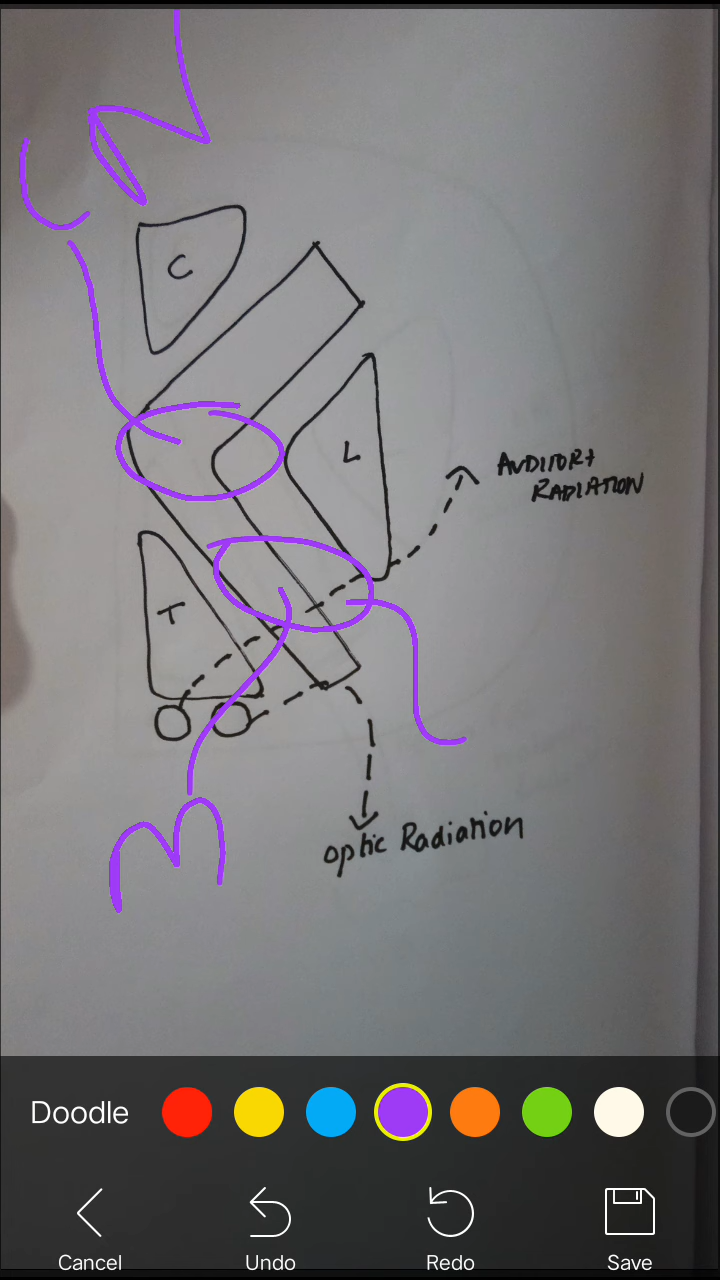 C
L
AUDITORY
RADIATION
T
optic Radiation
m
Doodle
Cancel
Undo
Redo
Save